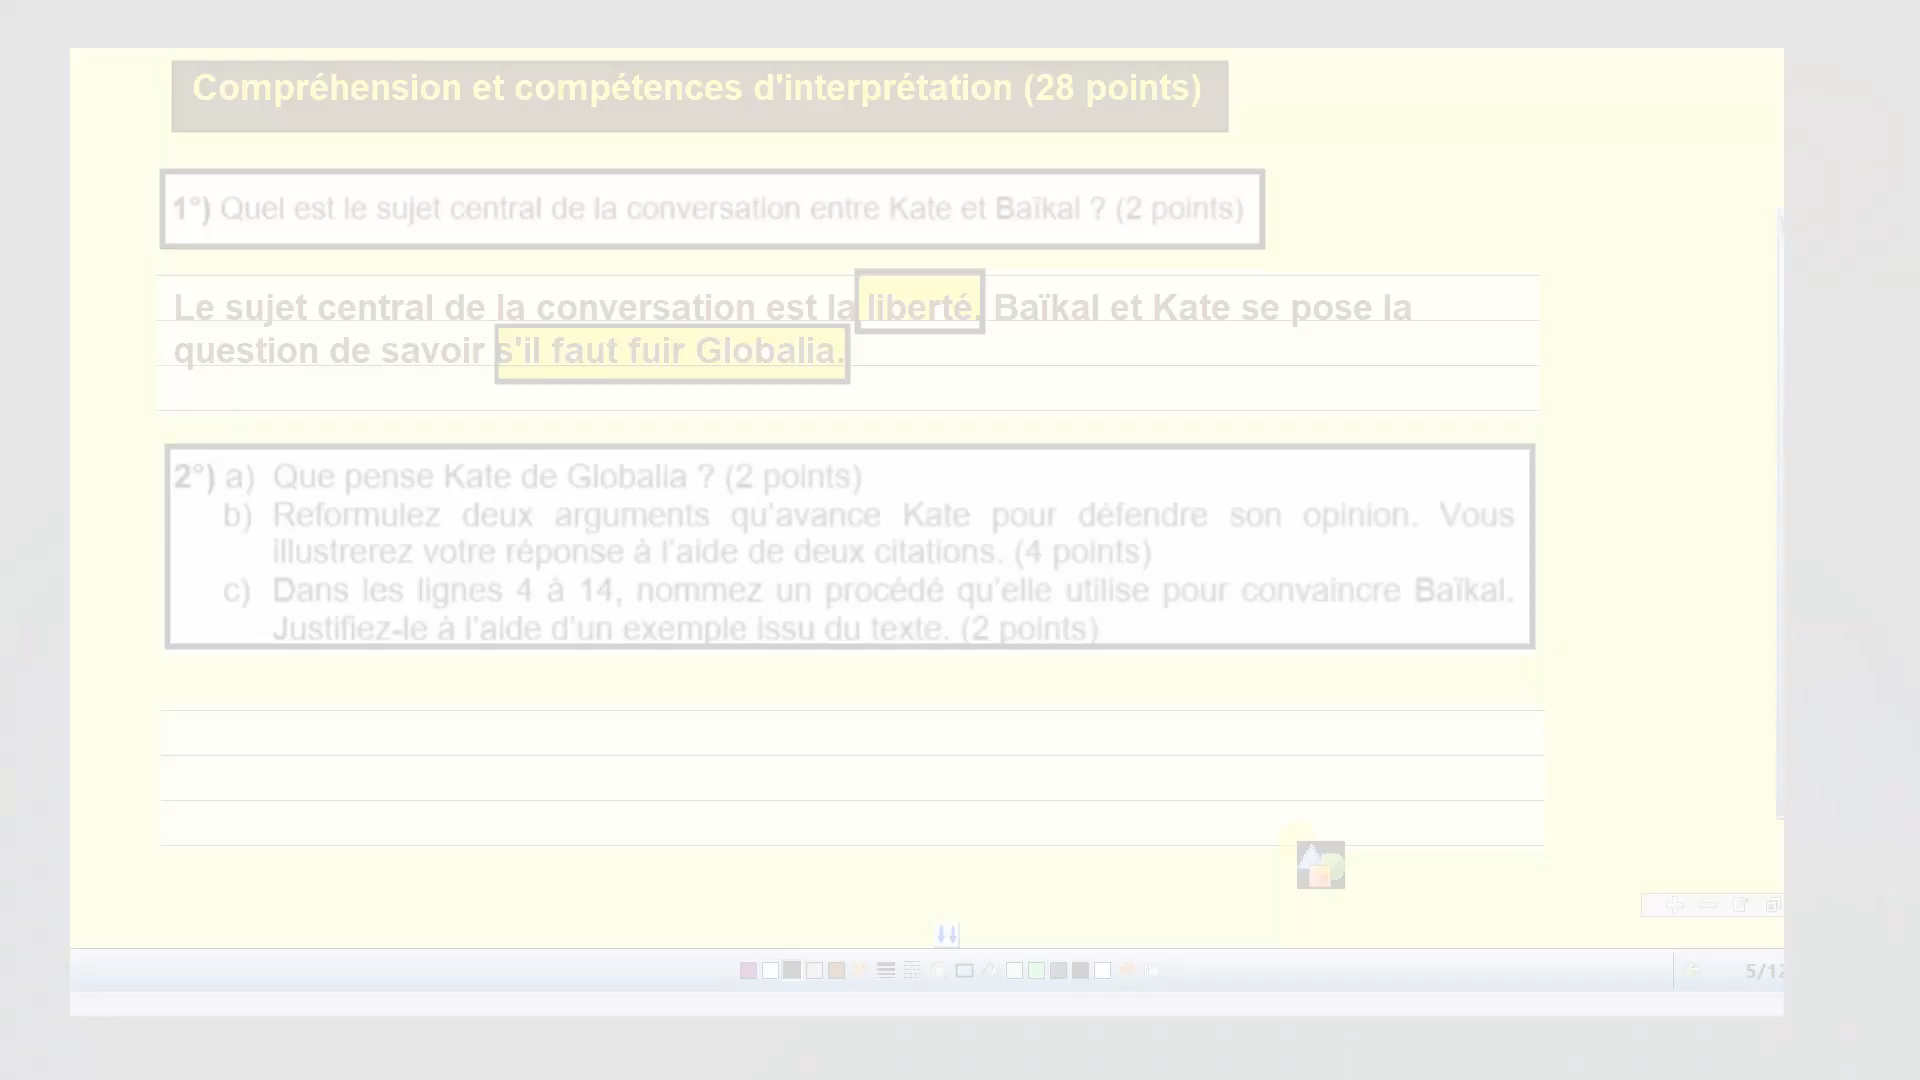 Compréhension et compétences d'interprétation (28 points)
1°) Quel est le sujet central de la conversation entre Kate et Baïkal ? (2 points)
Le sujet central de la conversation est la liberté. Baïkal et Kate se pose la
question de savoir s'il faut fuir Globalia.
2°) a) Que pense Kate de Globalia ? (2 points)
b) Reformulez deux arguments qu'avance Kate pour défendre son opinion. Vous
illustrerez votre réponse à l'aide de deux citations. (4 points)
c) Dans les lignes 4 à 14, nommez un procédé qu'elle utilise pour convaincre Baïkal.
Justifiez-le à l'aide d'un exemple issu du texte. (2 points)
5/12